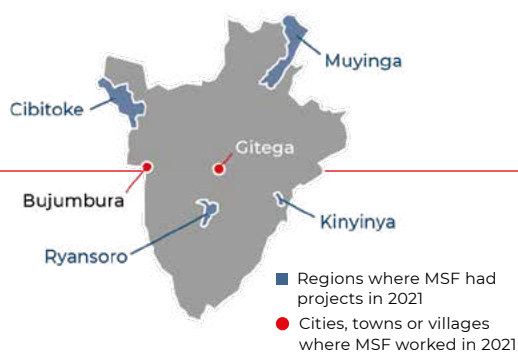 Muyinga
Cibitoke
Gitega
Bujumbura
Kinyinya
Ryansoro
Regions where MSF had
projects in 2021
Cities, towns or villages
where MSF worked in 2021